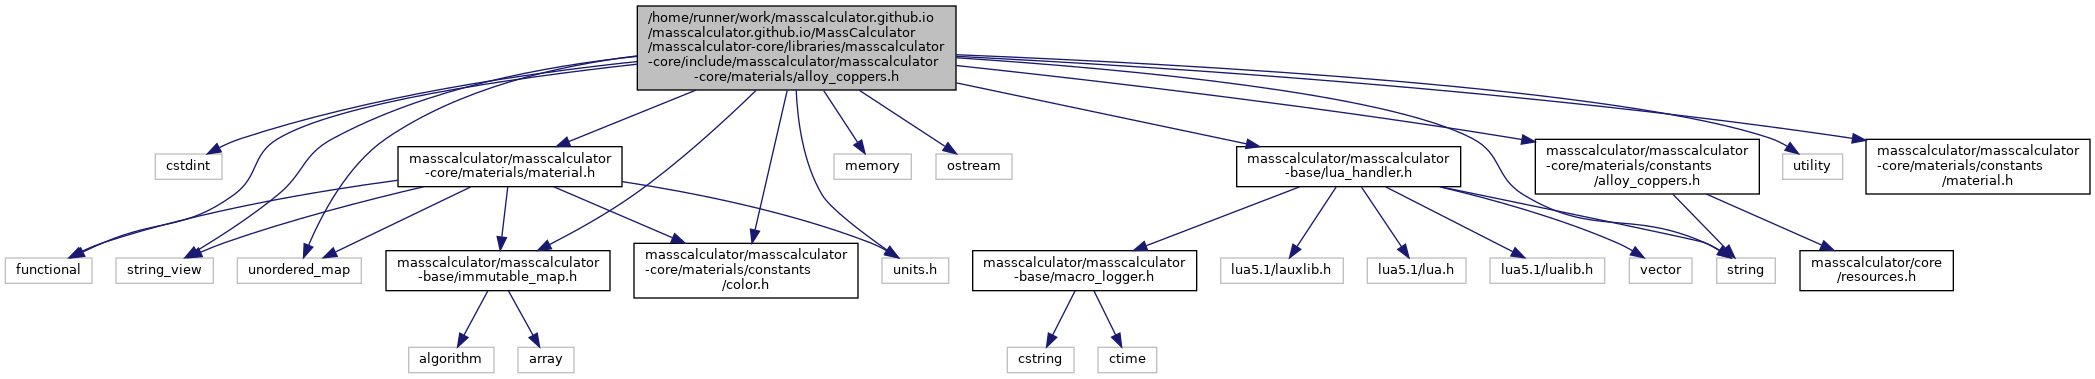 /home/runner/work/masscalculator.github.io
/masscalculator.github.io/MassCalculator
/masscalculator-core/libraries/masscalculator
-core/include/masscalculator/masscalculator
-core/materials/alloy_coppers.h
cstdint
masscalculator/masscalculator
-core/materials/material.h
memory
ostream
masscalculator/masscalculator
-base/lua_handler.h
masscalculator/masscalculator
-core/materials/constants
/alloy_coppers.h
utility
masscalculator/masscalculator
-core/materials/constants
/material.h
functional
string_view
unordered_map
masscalculator/masscalculator
-base/immutable_map.h
masscalculator/masscalculator
-core/materials/constants
/color.h
units.h
masscalculator/masscalculator
-base/macro_logger.h
lua5.1/lauxlib.h
lua5.1/lua.h
lua5.1/lualib.h
vector
string
masscalculator/core
/resources.h
algorithm
array
cstring
ctime